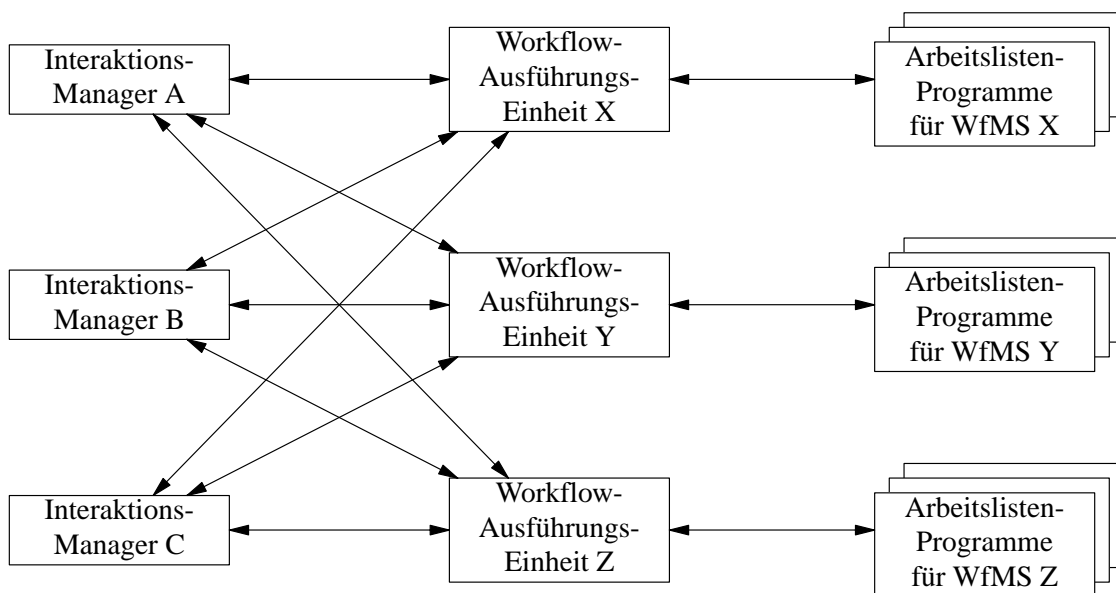 Interaktions-
Manager A
Workflow-
Ausführungs-
Einheit X
Arbeitslisten-
Programme
für WfMS X
Interaktions-
Manager B
Workflow-
Ausführungs-
Einheit Y
Arbeitslisten-
Programme
für WfMS Y
Interaktions-
Manager C
Workflow-
Ausführungs-
Einheit Z
Arbeitslisten-
Programme
für WfMS Z